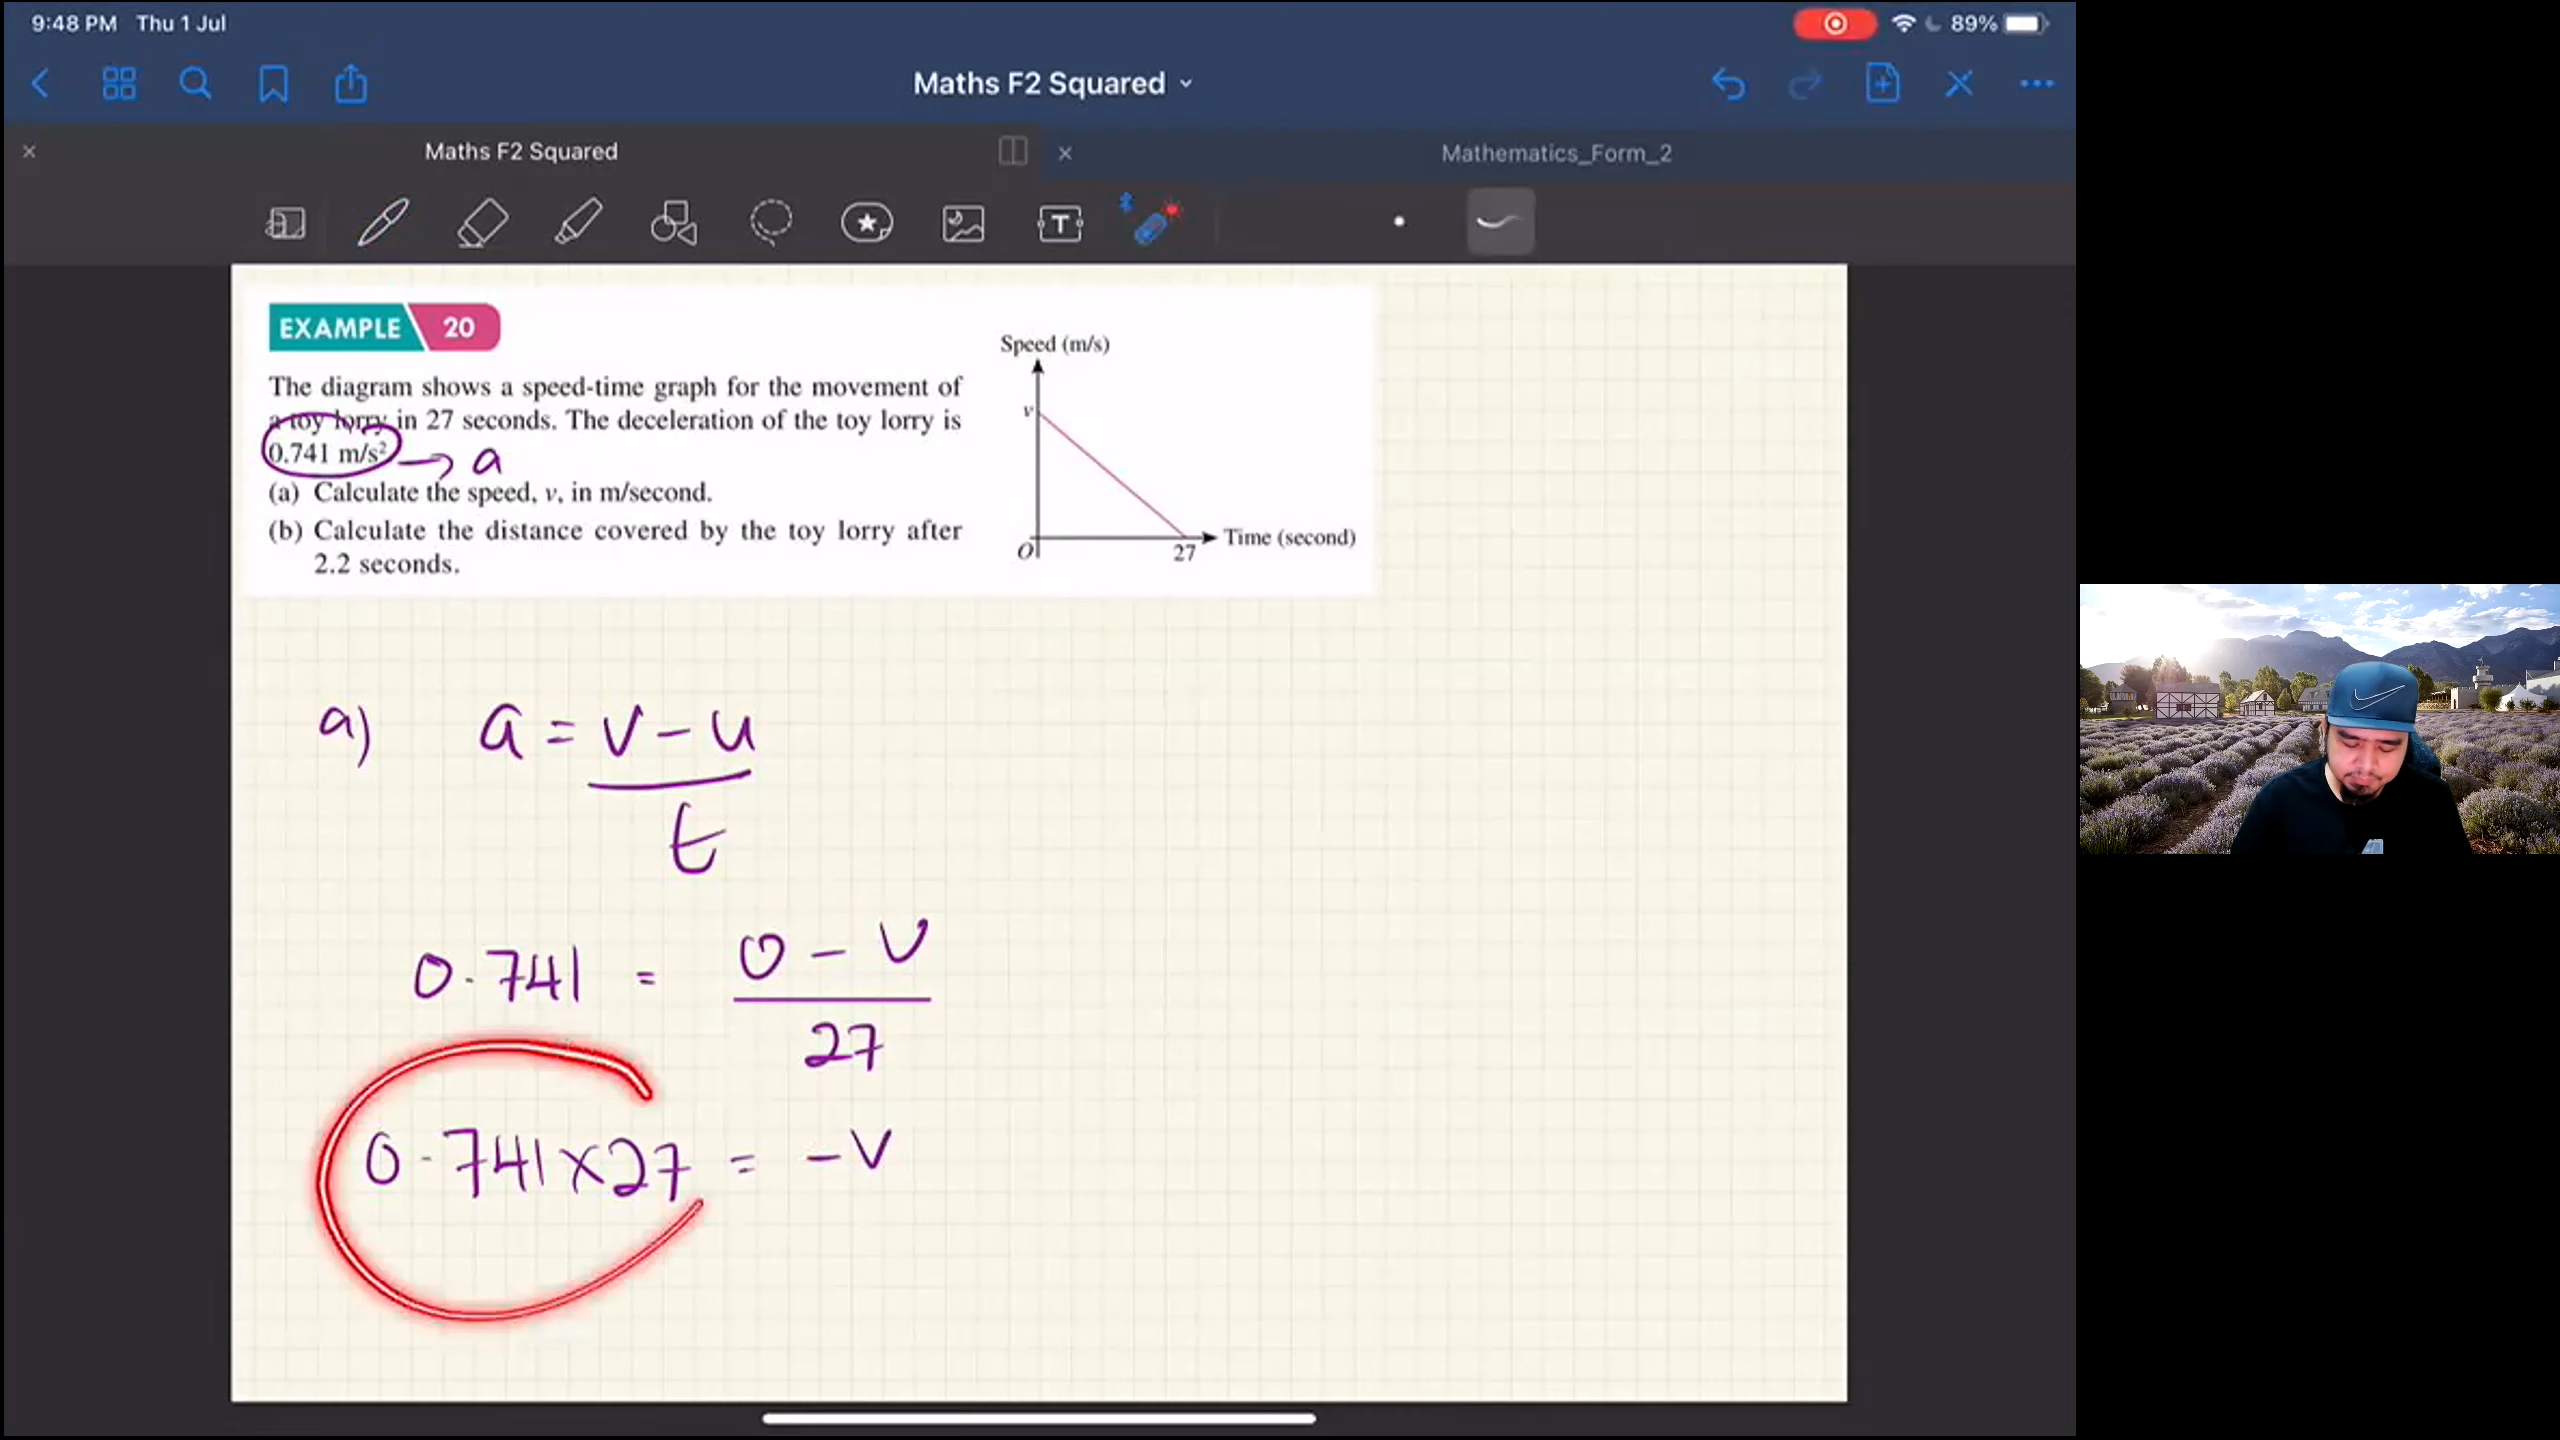 9:48 PM Thu 1 Jul
89%
Maths F2 Squared
Maths F2 Squared
Mathematics_Form_2
T
EXAMPLE 20
The diagram shows a speed-time graph for the movement of
a toy lorry in 27 seconds. The deceleration of the toy lorry is
0.741 m/s² → a
(a) Calculate the speed, v, in m/second.
(b) Calculate the distance covered by the toy lorry after
2.2 seconds.
Speed (m/s)
v
O
27
Time (second)
a) a = v - u
t
0.741 = 0 - v
27
0.741 x 27 = -v